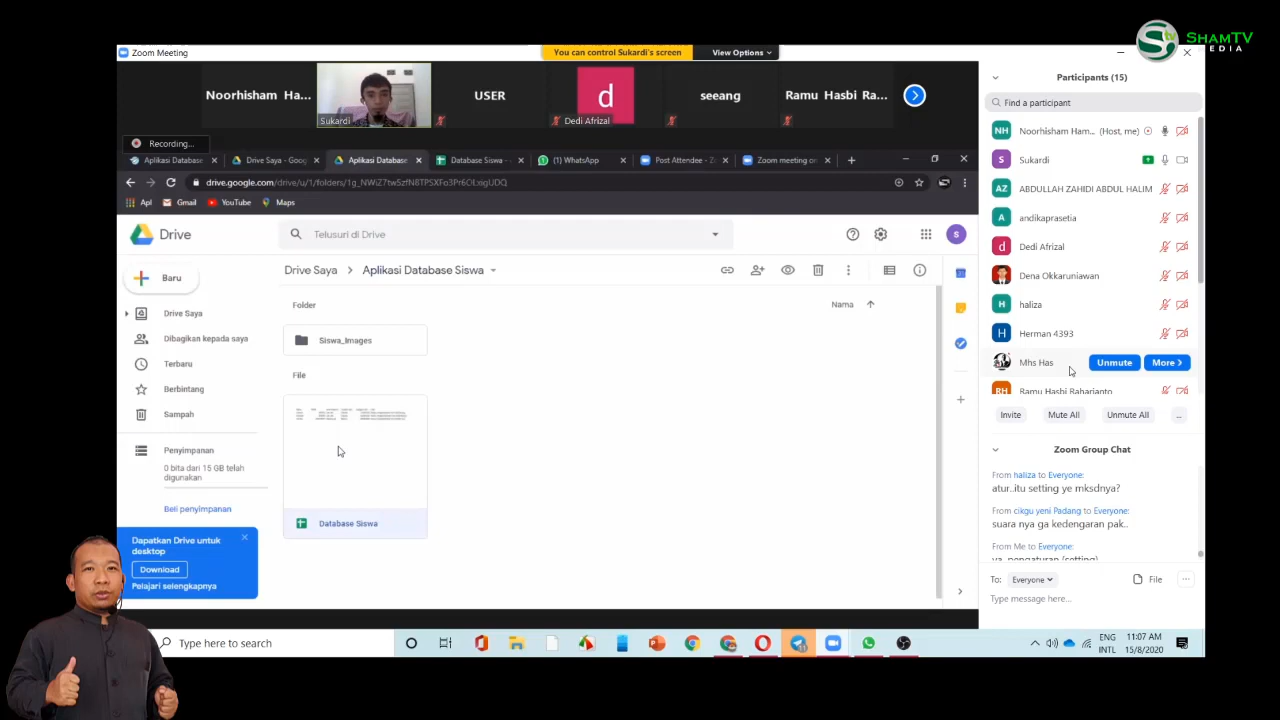 ShamTV
MEDIA
Zoom Meeting
You can control Sukardi's screen
View Options
Noorhisham Ha...
Sukardi
USER
d
Dedi Afrizal
seeang
Ramu Hasbi Ra...
Recording...
Aplikasi Database
Drive Saya - Goog
Aplikasi Database
Database Siswa -
(1) WhatsApp
Post Attendee - Z
Zoom meeting on
Apl
Gmail
YouTube
Maps
Drive
Telusuri di Drive
S
Baru
Drive Saya
Aplikasi Database Siswa
Drive Saya
Dibagikan kepada saya
Terbaru
Berbintang
Sampah
Penyimpanan
0 bita dari 15 GB telah
digunakan
Beli penyimpanan
Dapatkan Drive untuk
desktop
Download
Pelajari selengkapnya
Folder
Nama
Siswa_Images
File
Database Siswa
Participants (15)
Find a participant
NH Noorhisham Ham... (Host, me)
S Sukardi
AZ ABDULLAH ZAHIDI ABDUL HALIM
A andikaprasetia
d Dedi Afrizal
Dena Okkaruniawan
H haliza
H Herman 4393
Mhs Has Unmute More
RH Ramu Hasbi Raharianto
Invite
Mute All
Unmute All
...
Zoom Group Chat
From haliza to Everyone:
atur..itu setting ye mksdnya?
From cikgu yeni Padang to Everyone:
suara nya ga kedengaran pak..
From Me to Everyone:
ya, pengaturan (setting)
To: Everyone
File
...
Type message here...
Type here to search
ENG
INTL
11:07 AM
15/8/2020